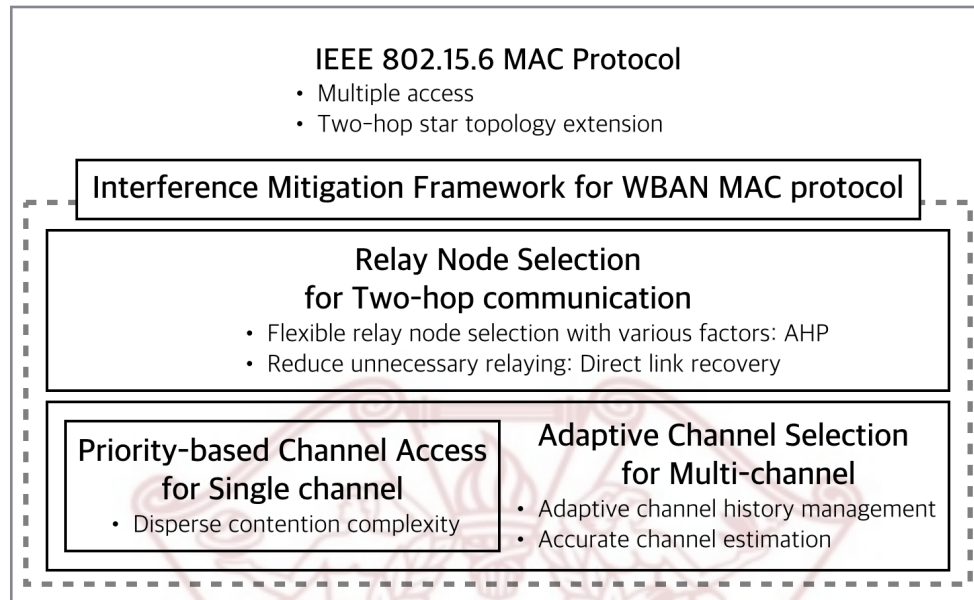 IEEE 802.15.6 MAC Protocol
• Multiple access
• Two-hop star topology extension
Interference Mitigation Framework for WBAN MAC protocol
Relay Node Selection
for Two-hop communication
• Flexible relay node selection with various factors: AHP
• Reduce unnecessary relaying: Direct link recovery
Priority-based Channel Access
for Single channel
• Disperse contention complexity
Adaptive Channel Selection
for Multi-channel
• Adaptive channel history management
• Accurate channel estimation